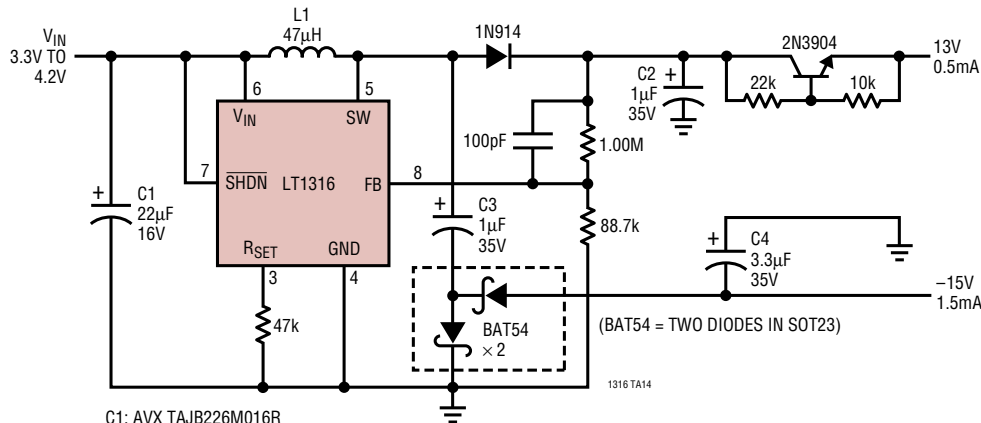 L1
47µH
1N914
2N3904
VIN
3.3V TO
4.2V
13V
0.5mA
6
5
VIN
SW
C2
+
1µF
35V
22k
10k
100pF
1.00M
7
SHDN
LT1316
FB
8
+
C1
22µF
16V
+
C3
1µF
35V
88.7k
RSET
GND
3
4
+
C4
3.3µF
35V
–15V
1.5mA
47k
BAT54
× 2
(BAT54 = TWO DIODES IN SOT23)
1316 TA14
C1: AVX TAJB226M016R